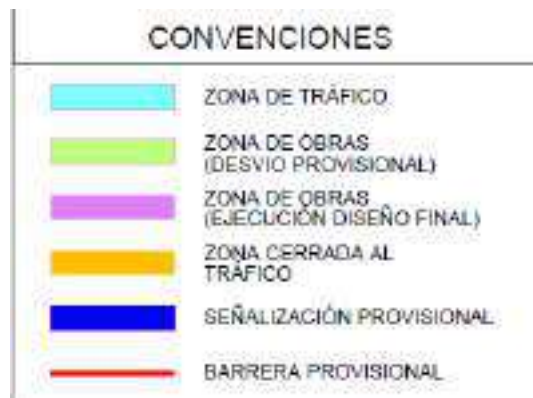 CONVENCIONES
ZONA DE TRÁFICO
ZONA DE OBRAS
(DESVIO PROVISIONAL)
ZONA DE OBRAS
(EJECUCIÓN DISEÑO FINAL)
ZONA CERRADA AL
TRÁFICO
SEÑALIZACIÓN PROVISIONAL
BARRERA PROVISIONAL